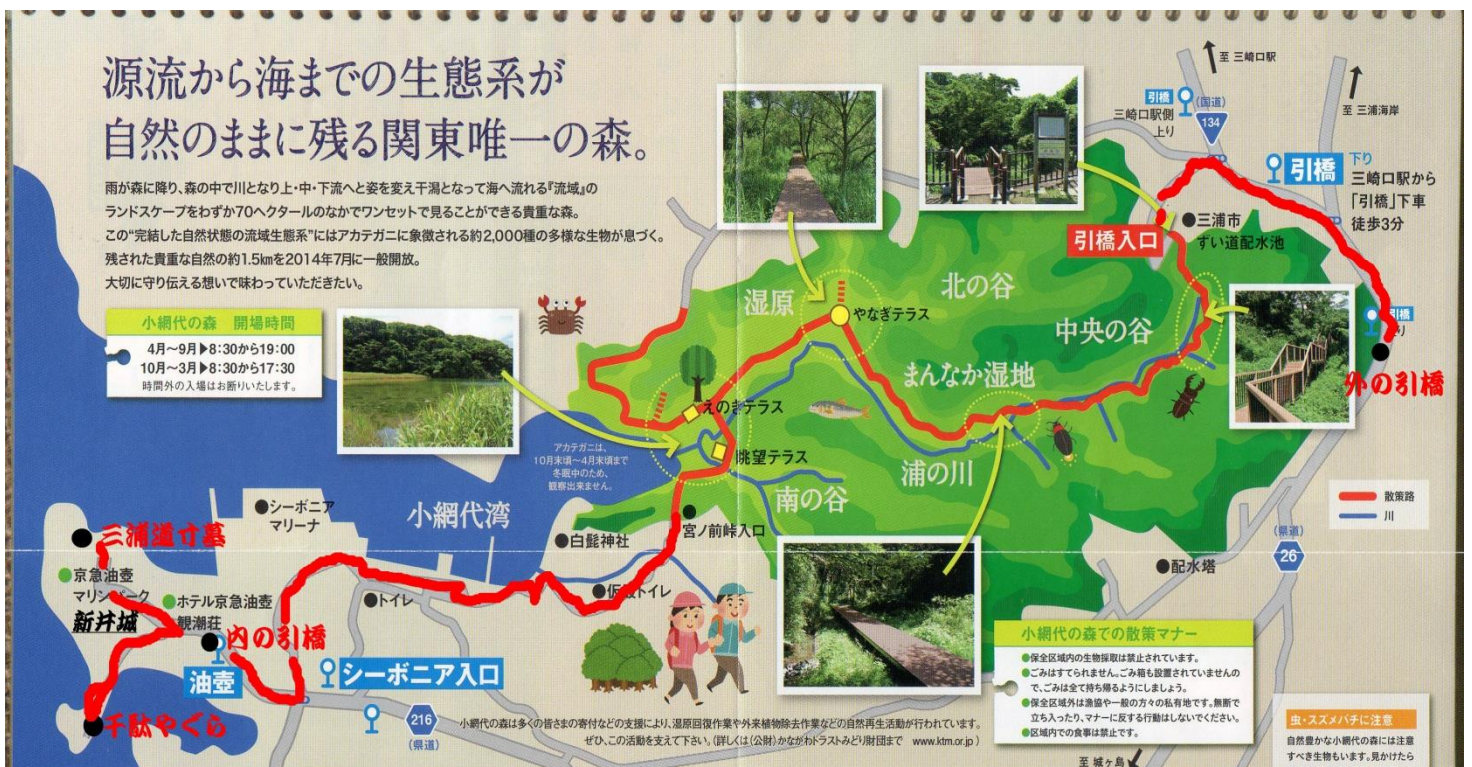 源流から海までの生態系が
自然のままに残る関東唯一の森。
雨が森に降り、森の中で川となり上・中・下流へと姿を変え干潟となって海へ流れる『流域』の
ランドスケープをわずか70ヘクタールのなかでワンセットで見ることができる貴重な森。
この“完結した自然状態の流域生態系”にはアカテガニに象徴される約2,000種の多様な生物が息づく。
残された貴重な自然の約1.5kmを2014年7月に一般開放。
大切に守り伝える想いで味わっていただきたい。
小網代の森 開場時間
4月〜9月▶8:30から19:00
10月〜3月▶8:30から17:30
時間外の入場はお断りいたします。
至 三崎口駅
至 三浦海岸
引橋
三崎口駅側
上り
(国道)
134
引橋
下り
三崎口駅から
「引橋」下車
徒歩3分
引橋入口
●三浦市
ずい道配水池
引橋
り
外の引橋
湿原
北の谷
やなぎテラス
中央の谷
まんなか湿地
えのきテラス
眺望テラス
アカテガニは、
10月末頃〜4月末頃まで
冬眠中のため、
観察出来ません。
浦の川
南の谷
散策路
川
小網代湾
●シーボニア
マリーナ
三浦道寸墓
●白髭神社
宮ノ前峠入口
(県道)
26
●配水塔
●京急油壺
マリンパーク
新井城
●ホテル京急油壺
観潮荘
●トイレ
●仮設トイレ
内の引橋
油壺
シーボニア入口
千駄やぐら
216
(県道)
小網代の森での散策マナー
●保全区域内の生物採取は禁止されています。
●ごみはすてられません。ごみ箱も設置されていませんの
で、ごみは全て持ち帰るようにしましょう。
●保全区域外は漁協や一般の方々の私有地です。無断で
立ち入ったり、マナーに反する行動はしないでください。
●区域内での食事は禁止です。
小網代の森は多くの皆さまの寄付などの支援により、湿原回復作業や外来植物除去作業などの自然再生活動が行われています。
ぜひ、この活動を支えて下さい。(詳しくは(公財)かながわトラストみどり財団まで www.ktm.or.jp )
至 城ヶ島
虫・スズメバチに注意
自然豊かな小網代の森には注意
すべき生物もいます。見かけたら